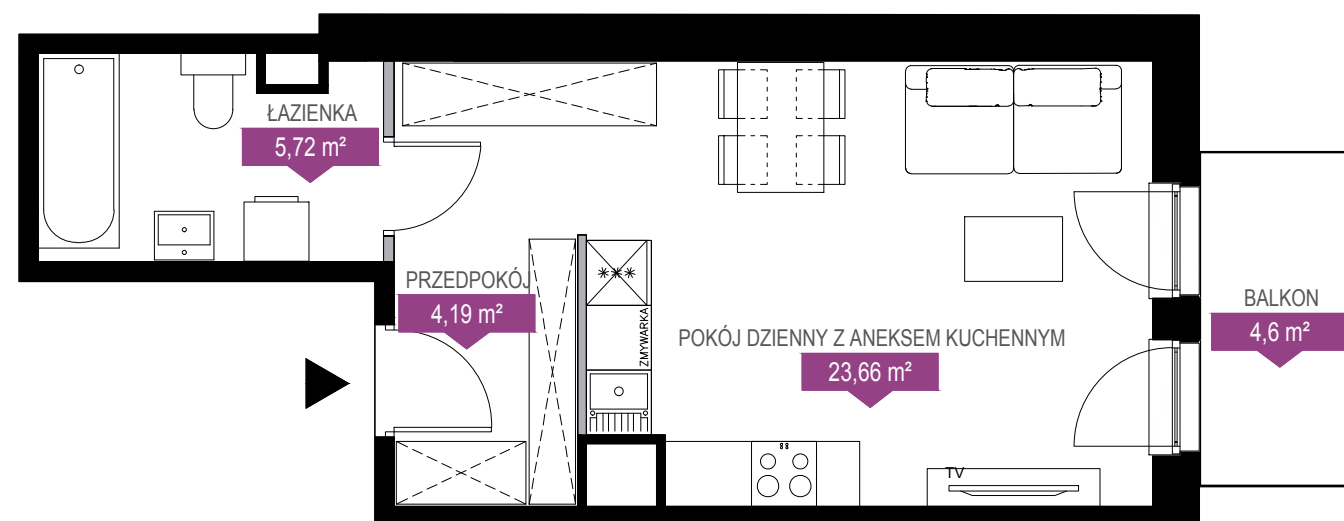 ŁAZIENKA
5,72 m²
PRZEDPOKÓJ
4,19 m²
ZMYWARKA
POKÓJ DZIENNY Z ANEKSEM KUCHENNYM
23,66 m²
BALKON
4,6 m²
TV